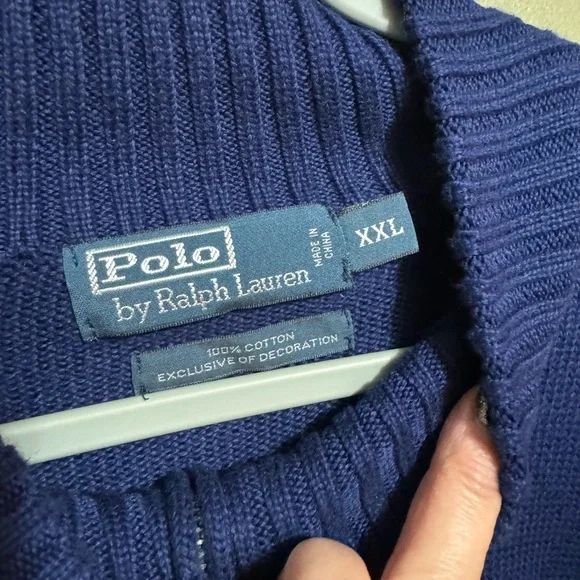 Polo
by Ralph Lauren
MADE IN
CHINA
XXL
100% COTTON
EXCLUSIVE OF DECORATION